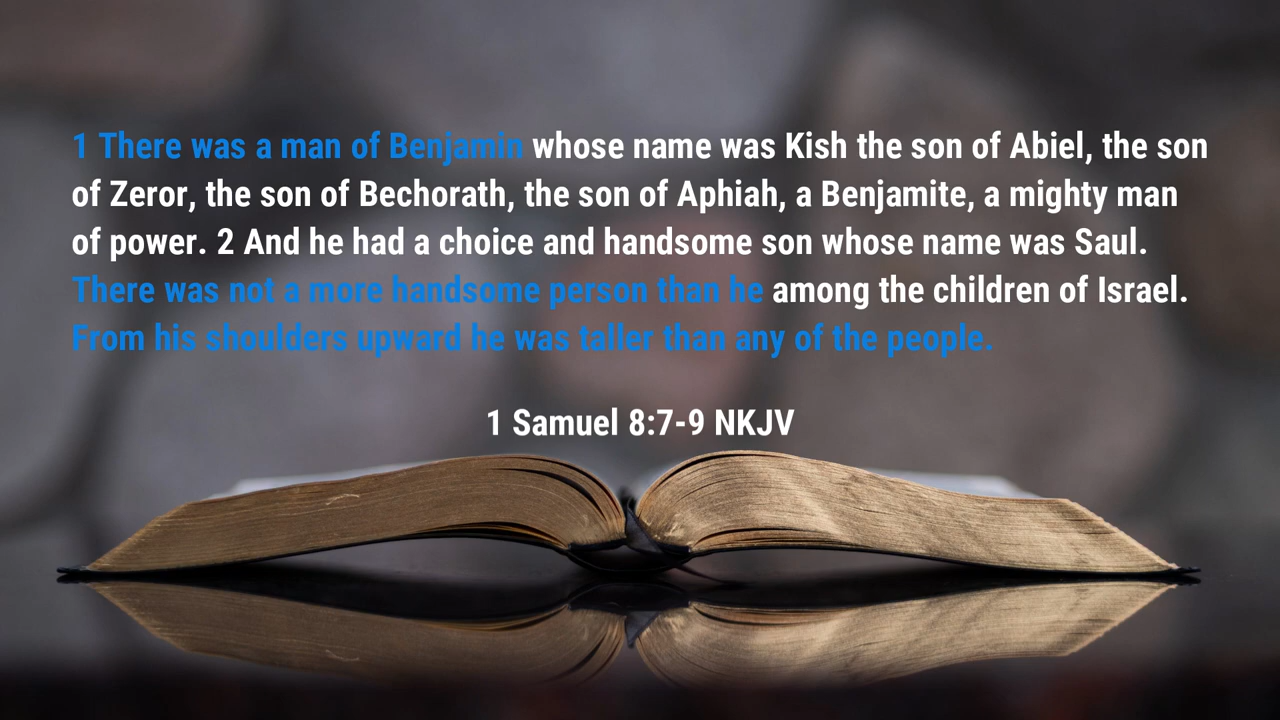 1 There was a man of Benjamin whose name was Kish the son of Abiel, the son
of Zeror, the son of Bechorath, the son of Aphiah, a Benjamite, a mighty man
of power. 2 And he had a choice and handsome son whose name was Saul.
There was not a more handsome person than he among the children of Israel.
From his shoulders upward he was taller than any of the people.
1 Samuel 8:7-9 NKJV